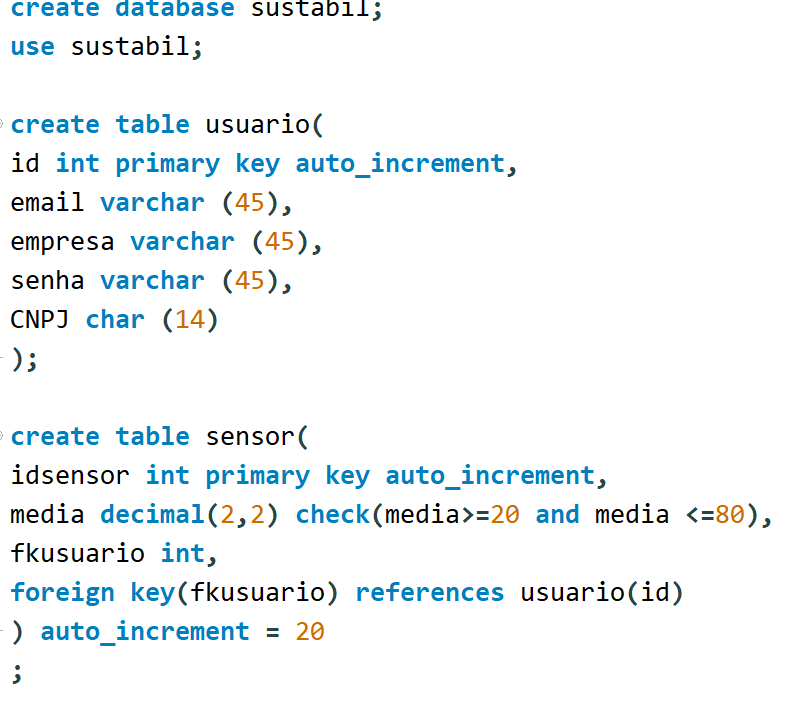 create database sustabil;
use sustabil;
create table usuario(
id int primary key auto_increment,
email varchar (45),
empresa varchar (45),
senha varchar (45),
CNPJ char (14)
);
create table sensor(
idsensor int primary key auto_increment,
media decimal(2,2) check(media>=20 and media <=80),
fkusuario int,
foreign key(fkusuario) references usuario(id)
) auto_increment = 20
;